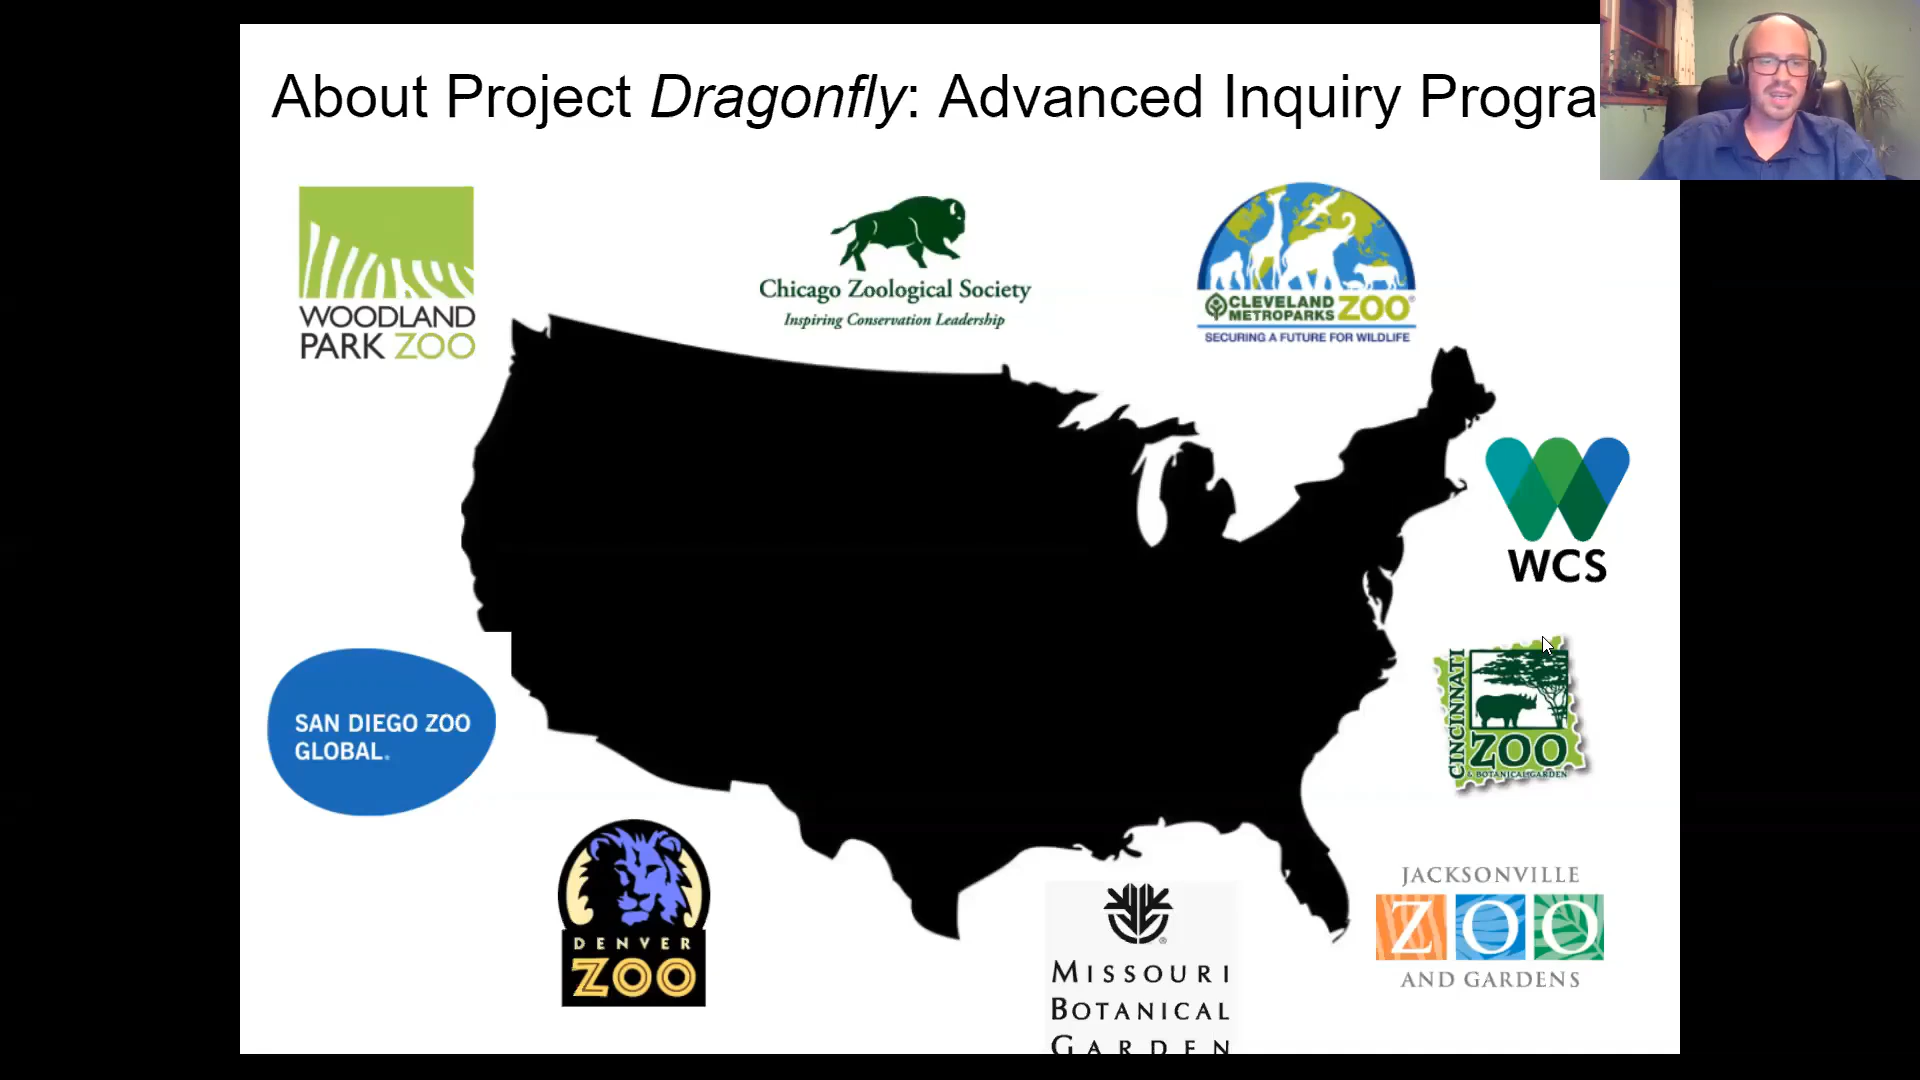 About Project Dragonfly: Advanced Inquiry Progra
WOODLAND
PARK ZOO
Chicago Zoological Society
Inspiring Conservation Leadership
CLEVELAND
METROPARKS ZOO®
SECURING A FUTURE FOR WILDLIFE
WCS
SAN DIEGO ZOO
GLOBAL®
CINCINNATI
ZOO
& BOTANICAL GARDEN
DENVER
ZOO
MISSOURI
BOTANICAL
GARDEN
JACKSONVILLE
ZOO
AND GARDENS